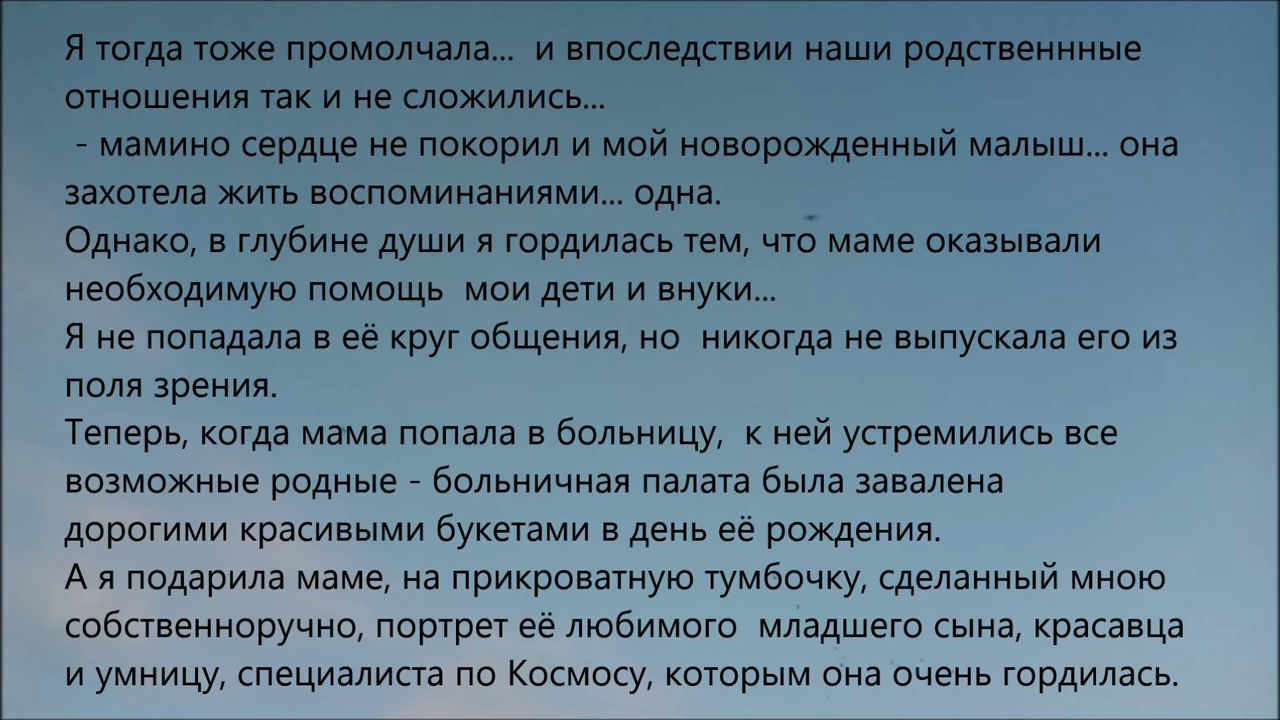 Я тогда тоже промолчала...  и впоследствии наши родственнные
отношения так и не сложились...
 - мамино сердце не покорил и мой новорожденный малыш... она
захотела жить воспоминаниями... одна.
Однако, в глубине души я гордилась тем, что маме оказывали
необходимую помощь  мои дети и внуки...
Я не попадала в её круг общения, но  никогда не выпускала его из
поля зрения.
Теперь, когда мама попала в больницу,  к ней устремились все
возможные родные - больничная палата была завалена
дорогими красивыми букетами в день её рождения.
А я подарила маме, на прикроватную тумбочку, сделанный мною
собственноручно, портрет её любимого  младшего сына, красавца
и умницу, специалиста по Космосу, которым она очень гордилась.